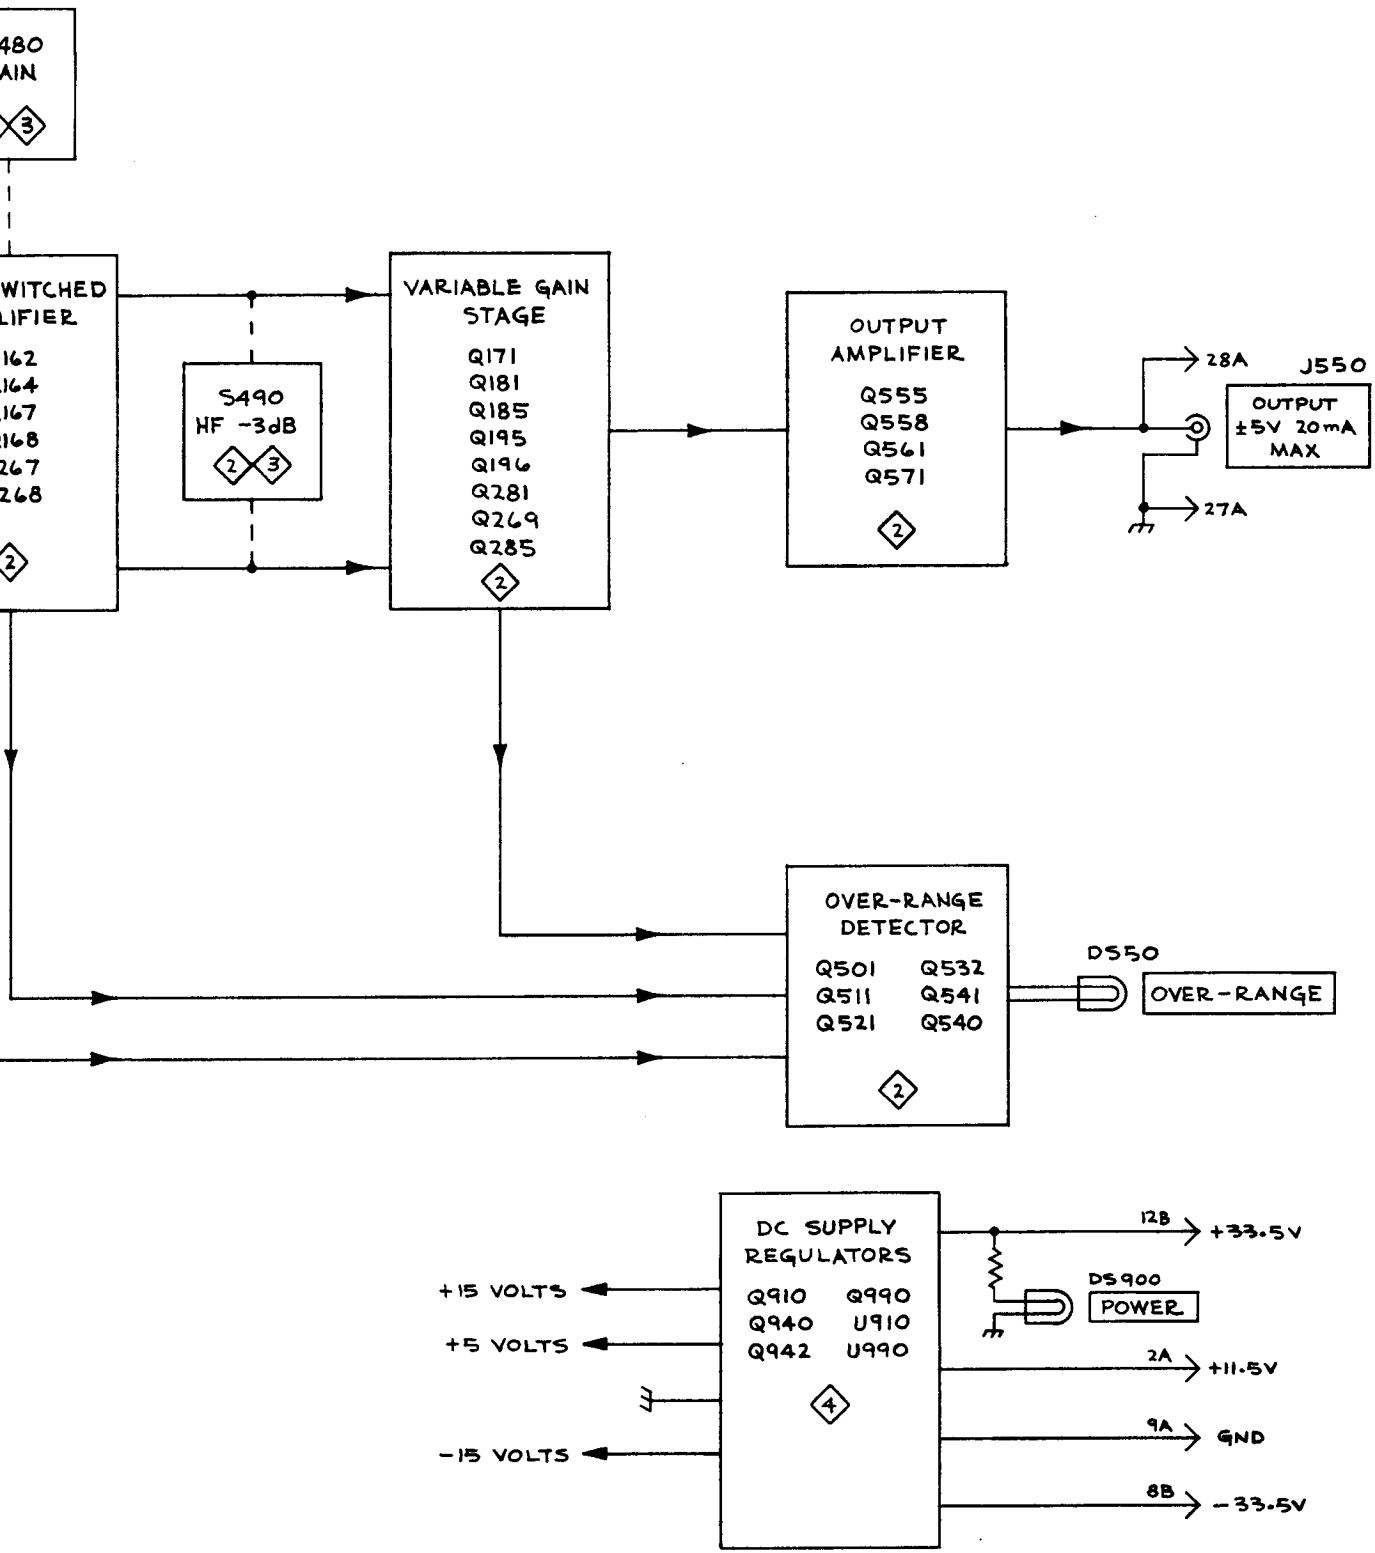 480
AIN
3
WITCHED
LIFIER
162
164
167
168
267
268
2
S490
HF -3dB
2 3
VARIABLE GAIN
STAGE
Q171
Q181
Q185
Q195
Q196
Q281
Q269
Q285
2
OUTPUT
AMPLIFIER
Q555
Q558
Q561
Q571
2
28A
J550
OUTPUT
±5V 20mA
MAX
27A
OVER-RANGE
DETECTOR
Q501 Q532
Q511 Q541
Q521 Q540
2
DS50
OVER-RANGE
DC SUPPLY
REGULATORS
Q910 Q990
Q940 U910
Q942 U990
4
+15 VOLTS
+5 VOLTS
-15 VOLTS
12B
+33.5V
DS900
POWER
2A
+11.5V
9A
GND
8B
-33.5V